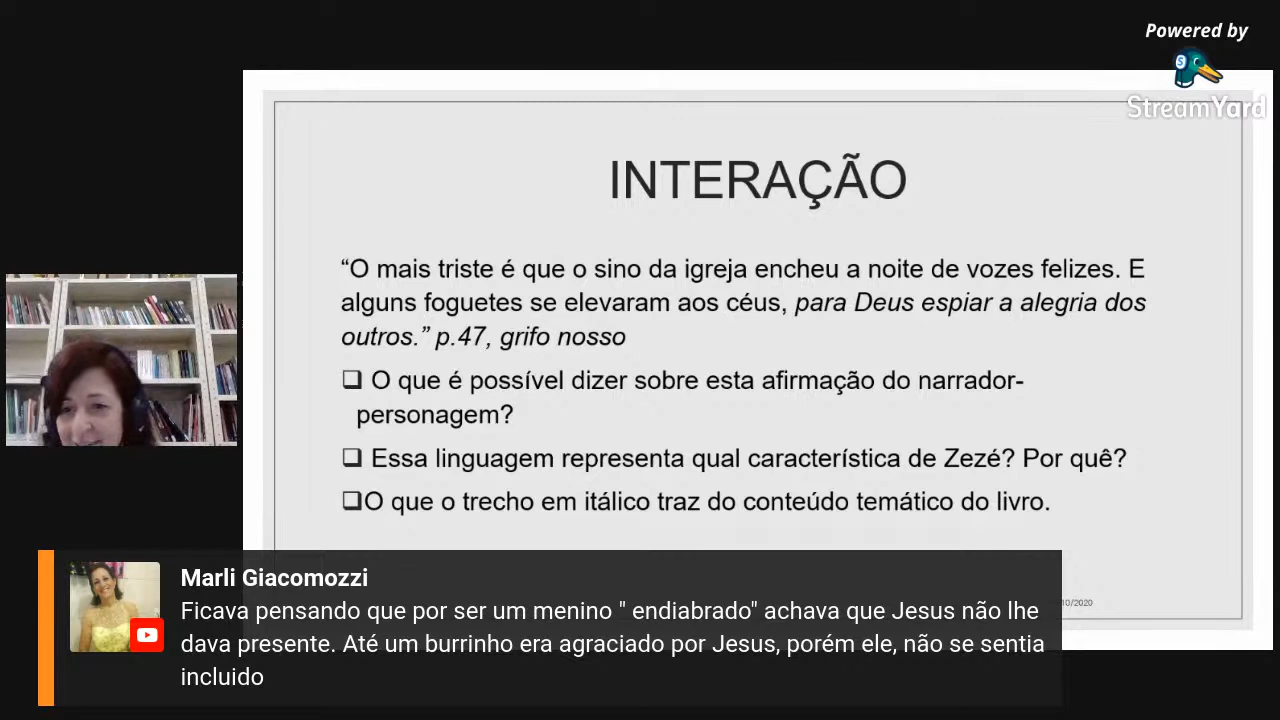 Powered by
StreamYard
INTERAÇÃO
“O mais triste é que o sino da igreja encheu a noite de vozes felizes. E
alguns foguetes se elevaram aos céus, para Deus espiar a alegria dos
outros.” p.47, grifo nosso
❑ O que é possível dizer sobre esta afirmação do narrador-
personagem?
❑ Essa linguagem representa qual característica de Zezé? Por quê?
❑O que o trecho em itálico traz do conteúdo temático do livro.
10/2020
Marli Giacomozzi
Ficava pensando que por ser um menino " endiabrado" achava que Jesus não lhe
dava presente. Até um burrinho era agraciado por Jesus, porém ele, não se sentia
incluido